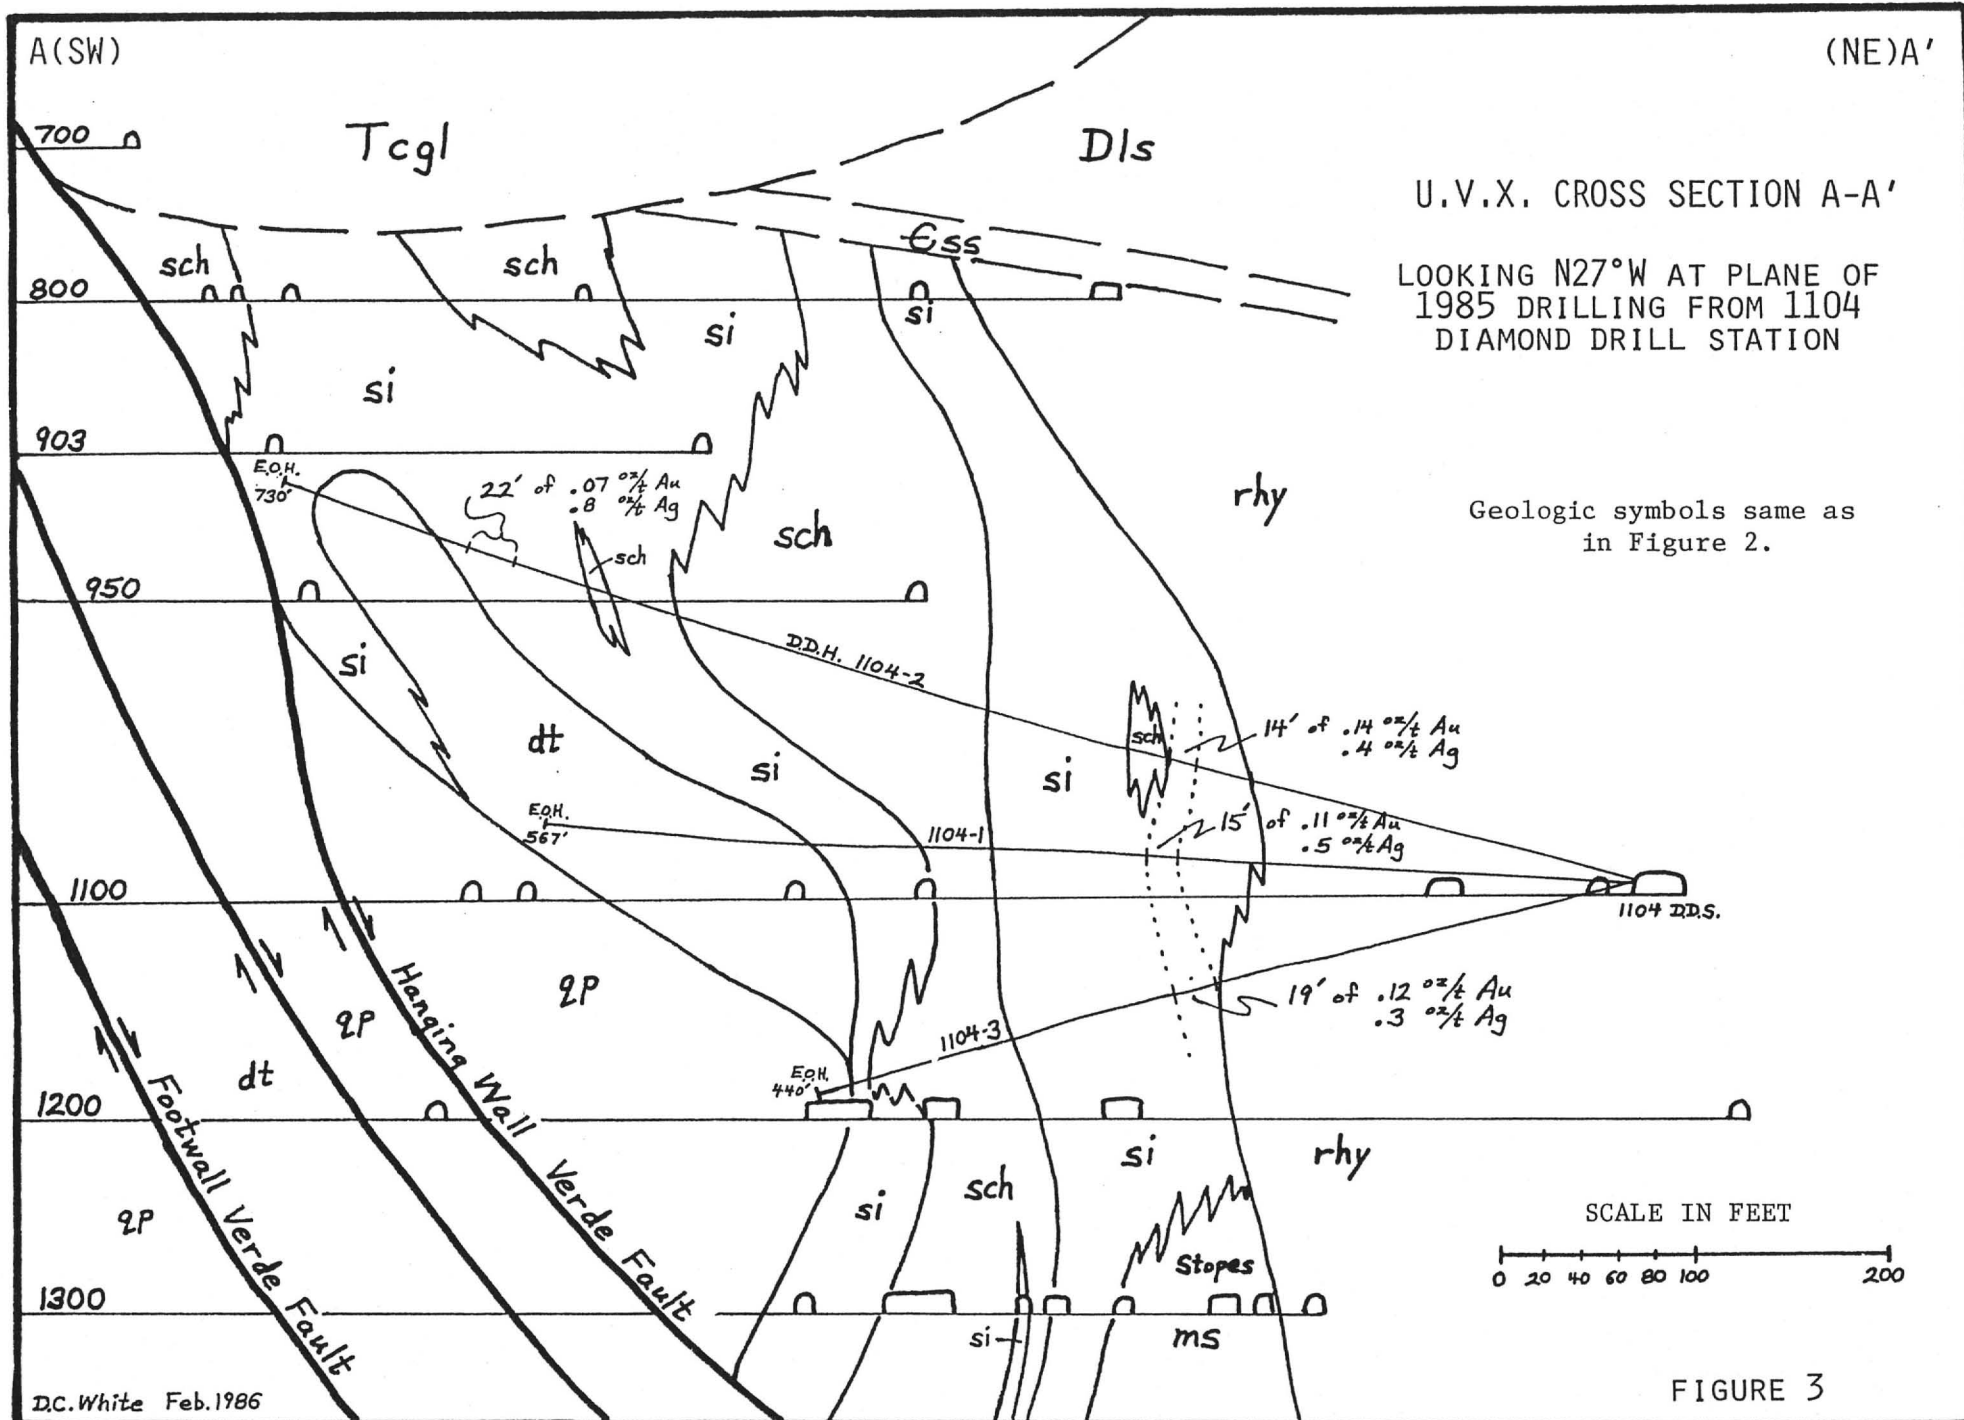 A(SW)
(NE)A'
700
Tcgl
Dls
U.V.X. CROSS SECTION A-A'
Єss
sch
sch
LOOKING N27°W AT PLANE OF
1985 DRILLING FROM 1104
DIAMOND DRILL STATION
800
si
si
si
903
E.O.H.
730'
22' of .07 oz/t Au
.8 oz/t Ag
rhy
Geologic symbols same as
in Figure 2.
sch
sch
950
D.D.H. 1104-2
si
dt
si
si
sch
14' of .14 oz/t Au
.4 oz/t Ag
E.O.H.
567'
1104-1
15' of .11 oz/t Au
.5 oz/t Ag
1100
1104 D.D.S.
Hanging Wall Verde Fault
qp
qp
19' of .12 oz/t Au
.3 oz/t Ag
1104-3
E.O.H.
440'
dt
Footwall Verde Fault
1200
si
rhy
sch
si
qp
SCALE IN FEET
0 20 40 60 80 100 200
Stopes
1300
si
ms
D.C. White Feb. 1986
FIGURE 3